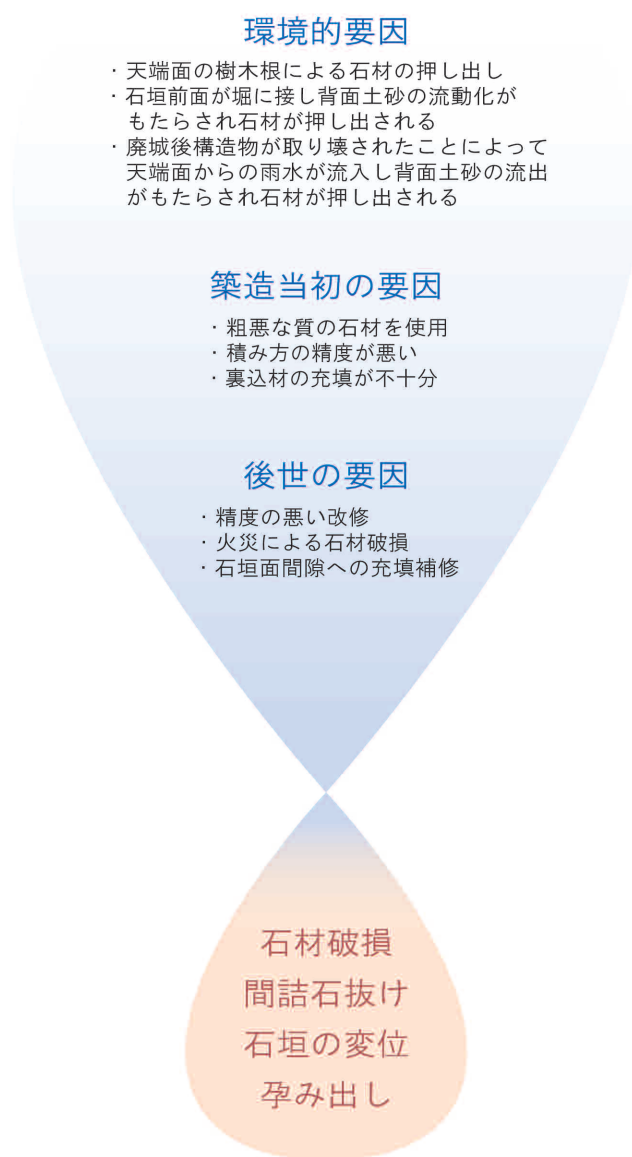 環境的要因
・天端面の樹木根による石材の押し出し
・石垣前面が堀に接し背面土砂の流動化が
もたらされ石材が押し出される
・廃城後構造物が取り壊されたことによって
天端面からの雨水が流入し背面土砂の流出
がもたらされ石材が押し出される
築造当初の要因
・粗悪な質の石材を使用
・積み方の精度が悪い
・裏込材の充填が不十分
後世の要因
・精度の悪い改修
・火災による石材破損
・石垣面間隙への充填補修
石材破損
間詰石抜け
石垣の変位
孕み出し